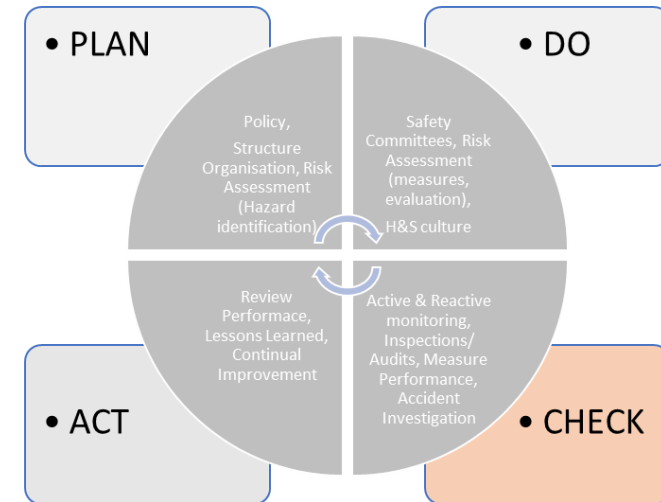 • PLAN
Policy,
Structure
Organisation, Risk
Assessment
(Hazard
identification)
• DO
Safety
Committees, Risk
Assessment
(measures,
evaluation),
H&S culture
Review
Performace,
Lessons Learned,
Continual
Improvement
• ACT
Active & Reactive
monitoring,
Inspections/
Audits, Measure
Performance,
Accident
Investigation
• CHECK